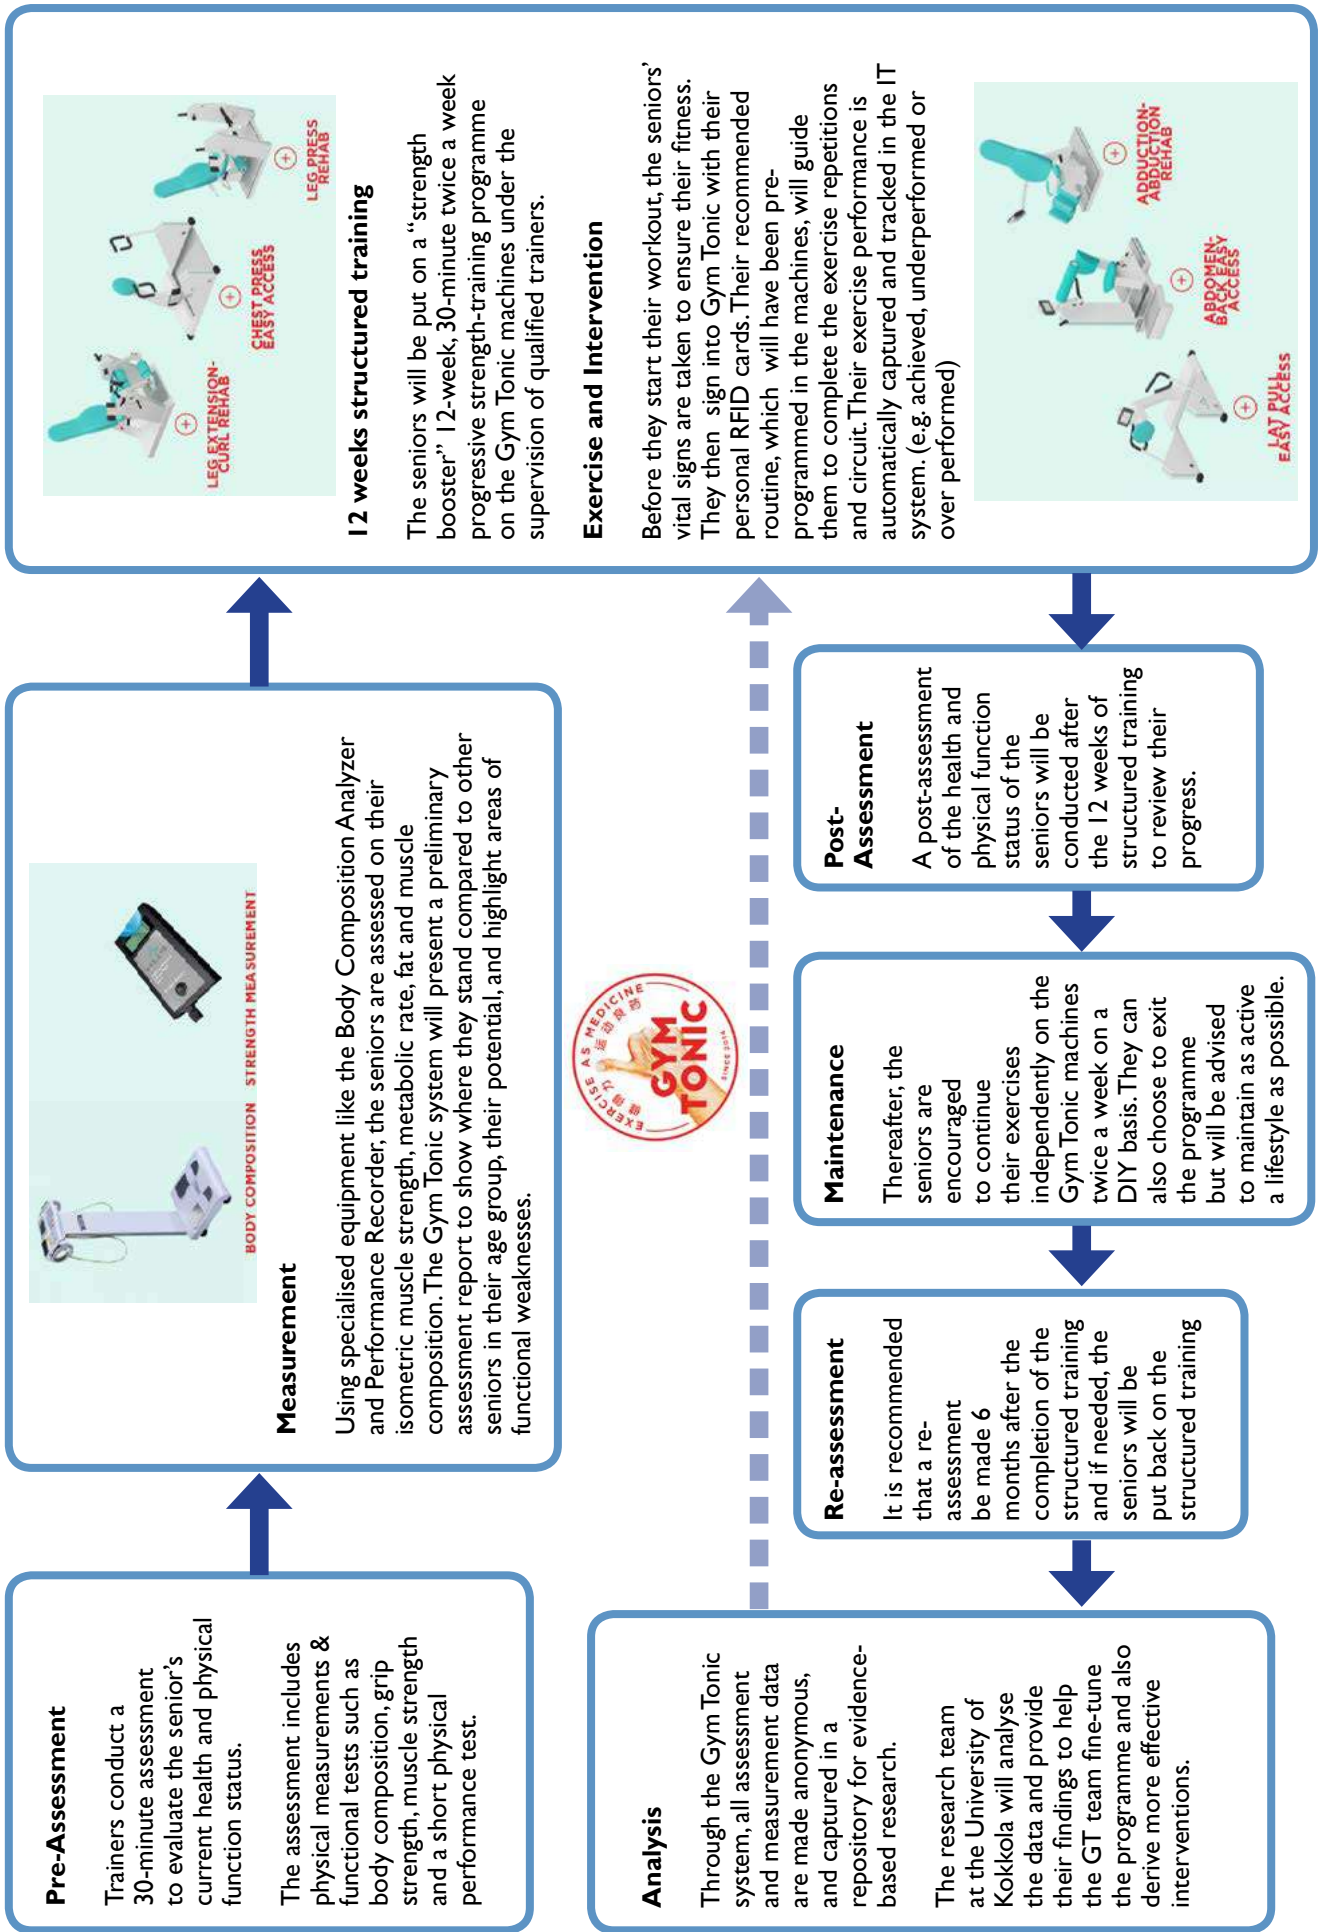 Pre-Assessment
Trainers conduct a
30-minute assessment
to evaluate the senior's
current health and physical
function status.
The assessment includes
physical measurements &
functional tests such as
body composition, grip
strength, muscle strength
and a short physical
performance test.
BODY COMPOSITION
STRENGTH MEASUREMENT
Measurement
Using specialised equipment like the Body Composition Analyzer
and Performance Recorder, the seniors are assessed on their
isometric muscle strength, metabolic rate, fat and muscle
composition. The Gym Tonic system will present a preliminary
assessment report to show where they stand compared to other
seniors in their age group, their potential, and highlight areas of
functional weaknesses.
LEG EXTENSION-
CURL REHAB
CHEST PRESS
EASY ACCESS
LEG PRESS
REHAB
12 weeks structured training
The seniors will be put on a “strength
booster” 12-week, 30-minute twice a week
progressive strength-training programme
on the Gym Tonic machines under the
supervision of qualified trainers.
Exercise and Intervention
Before they start their workout, the seniors’
vital signs are taken to ensure their fitness.
They then sign into Gym Tonic with their
personal RFID cards. Their recommended
routine, which will have been pre-
programmed in the machines, will guide
them to complete the exercise repetitions
and circuit. Their exercise performance is
automatically captured and tracked in the IT
system. (e.g. achieved, underperformed or
over performed)
LAT PULL
EASY ACCESS
ABDOMEN-
BACK EASY
ACCESS
ADDUCTION-
ABDUCTION
REHAB
EXERCISE AS MEDICINE
健得力 运动良药
GYM
TONIC
SINCE 2014
Post-
Assessment
A post-assessment
of the health and
physical function
status of the
seniors will be
conducted after
the 12 weeks of
structured training
to review their
progress.
Maintenance
Thereafter, the
seniors are
encouraged
to continue
their exercises
independently on the
Gym Tonic machines
twice a week on a
DIY basis. They can
also choose to exit
the programme
but will be advised
to maintain as active
a lifestyle as possible.
Re-assessment
It is recommended
that a re-
assessment
be made 6
months after the
completion of the
structured training
and if needed, the
seniors will be
put back on the
structured training
Analysis
Through the Gym Tonic
system, all assessment
and measurement data
are made anonymous,
and captured in a
repository for evidence-
based research.
The research team
at the University of
Kokkola will analyse
the data and provide
their findings to help
the GT team fine-tune
the programme and also
derive more effective
interventions.